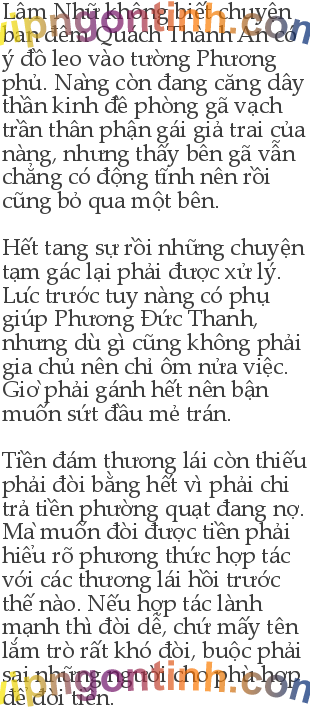 Lâm Nhữ không biết chuyện
ban đêm Quách Thành An có
ý đồ leo vào tường Phương
phủ. Nàng còn đang căng dây
thần kinh đề phòng gã vạch
trần thân phận gái giả trai của
nàng, nhưng thấy bên gã vẫn
chẳng có động tĩnh nên rồi
cũng bỏ qua một bên.

Hết tang sự rồi những chuyện
tạm gác lại phải được xử lý.
Lúc trước tuy nàng có phụ
giúp Phương Đức Thanh,
nhưng dù gì cũng không phải
gia chủ nên chỉ ôm nửa việc.
Giờ phải gánh hết nên bận
muốn sứt đầu mẻ trán.

Tiền đám thương lái còn thiếu
phải đòi bằng hết vì phải chi
trả tiền phường quạt đang nợ.
Mà muốn đòi được tiền phải
hiểu rõ phương thức hợp tác
với các thương lái hồi trước
thế nào. Nếu hợp tác lành
mạnh thì đòi dễ, chứ mấy tên
lắm trò rất khó đòi, buộc phải
sai những người cho phù hợp
để đòi tiền.
vipngontinh.com
vipngontinh.com